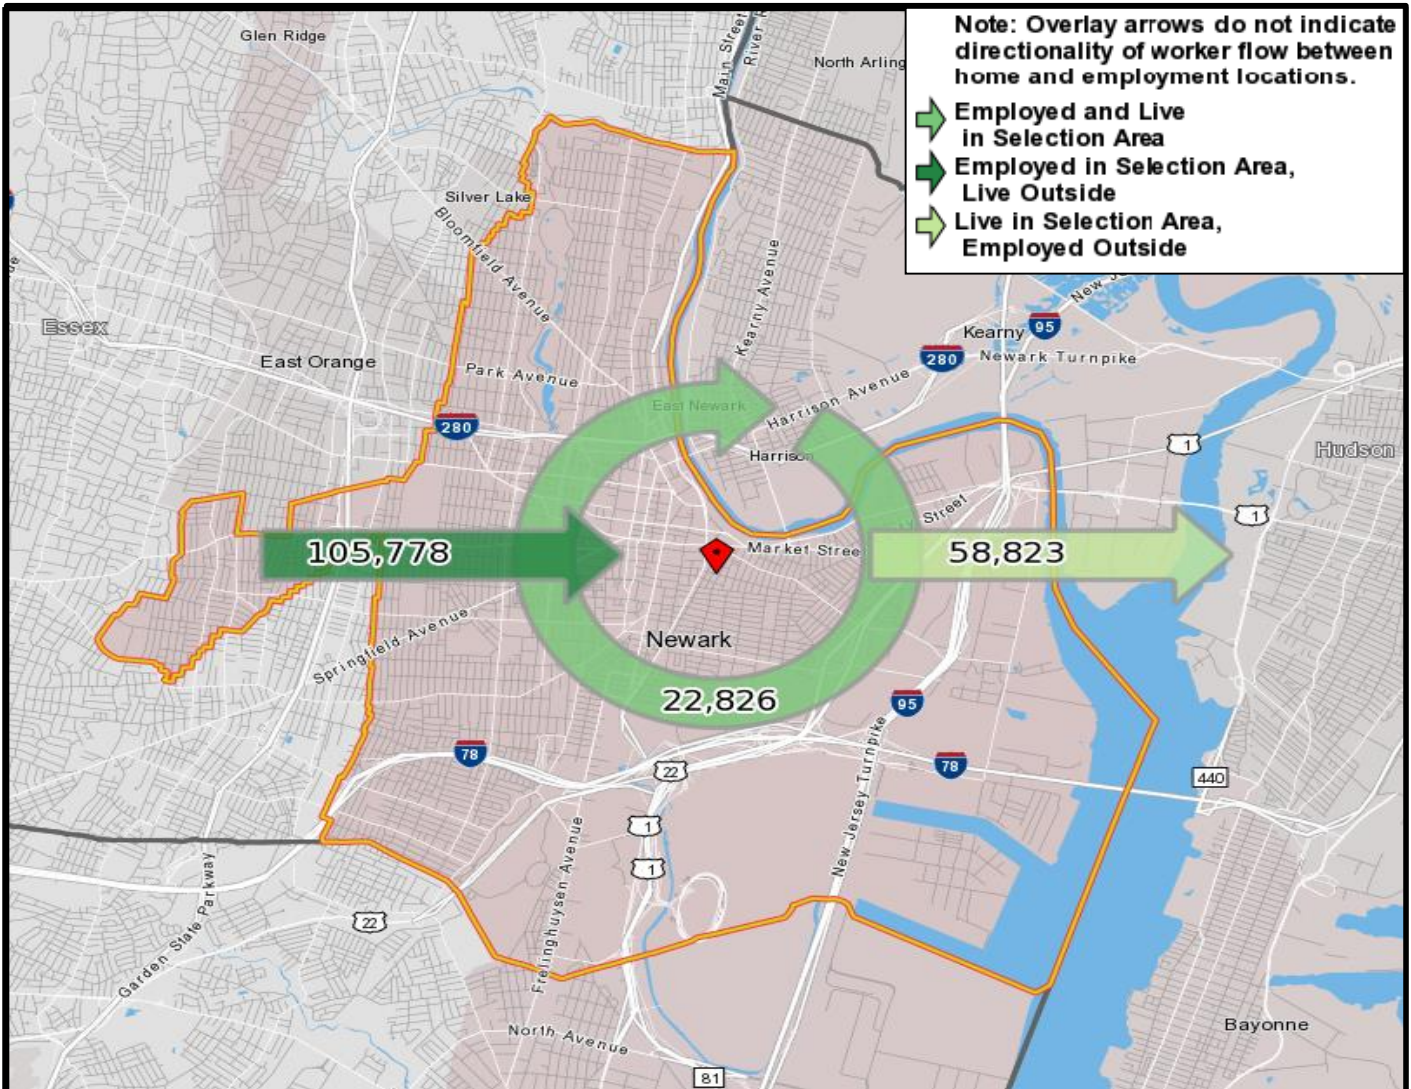 Note: Overlay arrows do not indicate
directionality of worker flow between
home and employment locations.
Employed and Live
in Selection Area
Employed in Selection Area,
Live Outside
Live in Selection Area,
Employed Outside
Glen Ridge
Main Street
North Arling
Silver Lake
Bloomfield Avenue
Kearny Avenue
Essex
East Orange
Kearny
95
280
Newark Turnpike
Park Avenue
Harrison Avenue
East Newark
280
Harrison
1
Hudson
1
Street
105,778
Market Stree
58,823
Springfield Avenue
Newark
22,826
95
78
22
78
440
New Jersey Turnpike
1
1
Frelinghuysen Avenue
Garden State Parkway
22
North Avenue
Bayonne
81